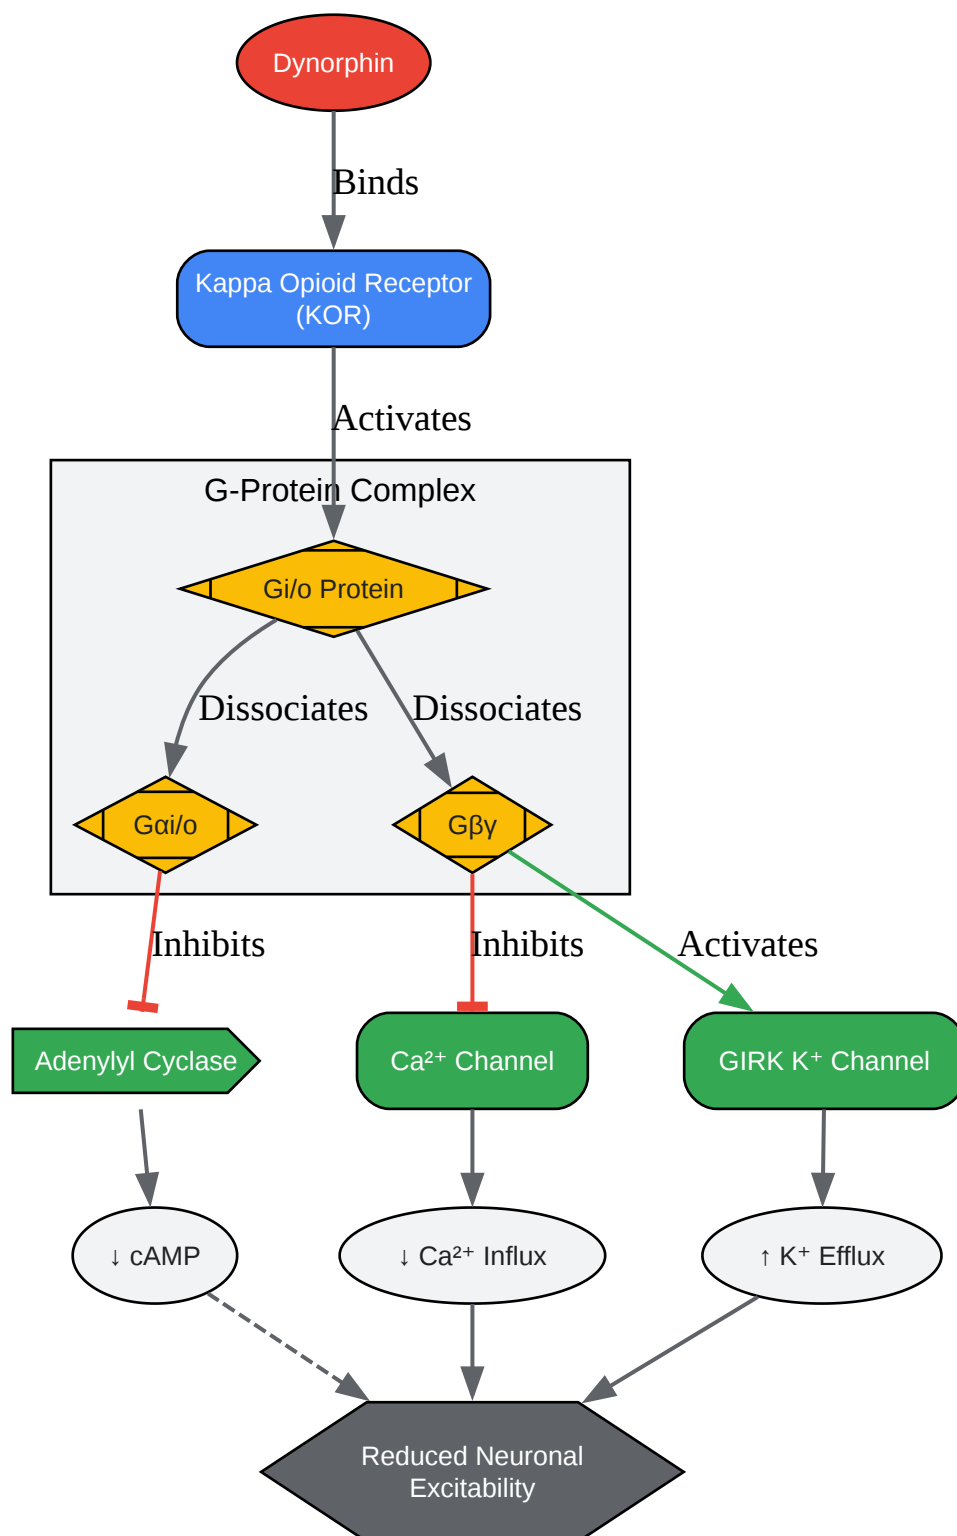 Dynorphin
Binds
Kappa Opioid Receptor
(KOR)
Activates
G-Protein Complex
Gi/o Protein
Dissociates
Dissociates
Gαi/o
Gβγ
Inhibits
Inhibits
Activates
Adenylyl Cyclase
Ca²⁺ Channel
GIRK K⁺ Channel
↓ cAMP
↓ Ca²⁺ Influx
↑ K⁺ Efflux
Reduced Neuronal
Excitability